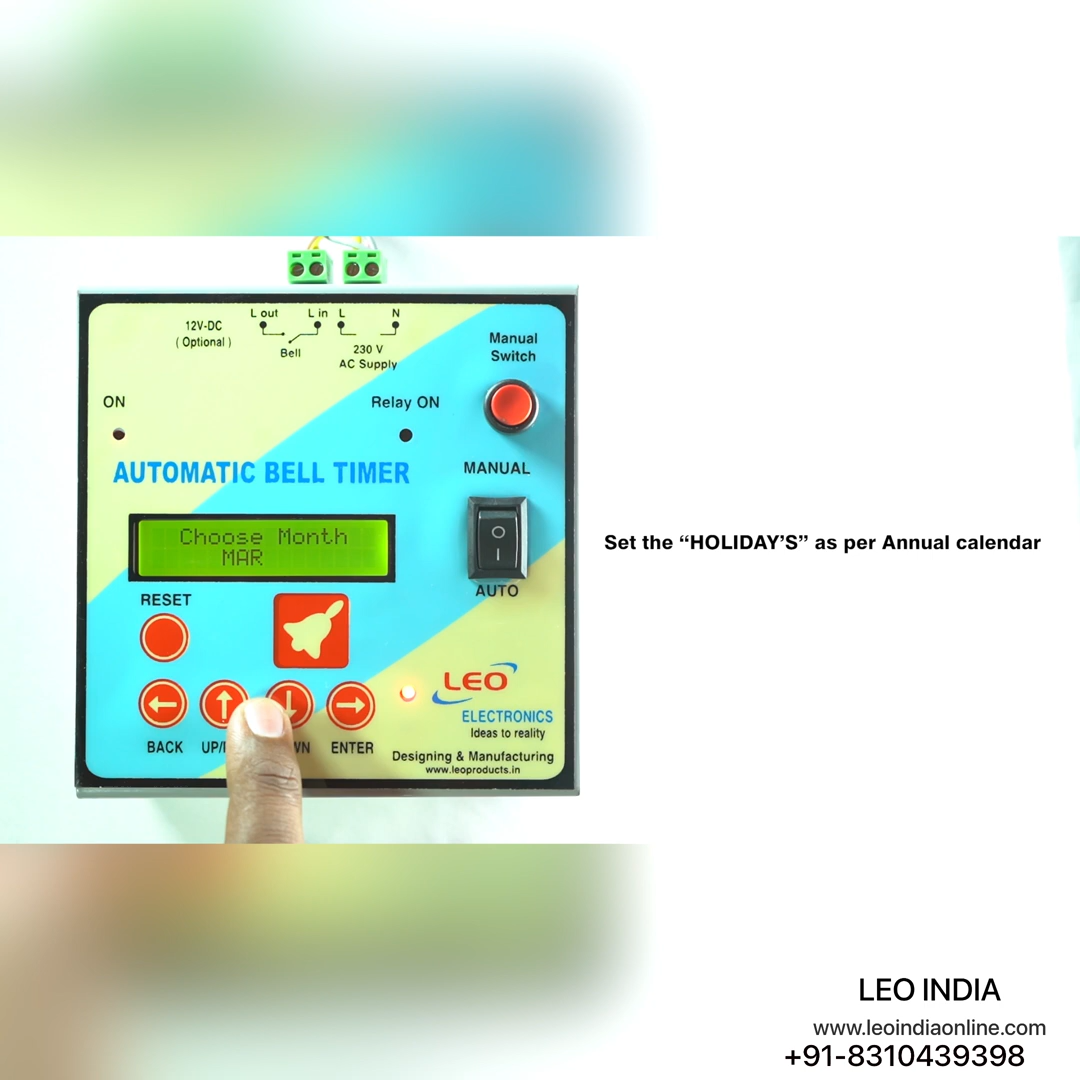 L out
L in
L
N
12V-DC
( Optional )
Bell
230 V
AC Supply
Manual
Switch
ON
Relay ON
AUTOMATIC BELL TIMER
MANUAL
Choose Month
MAR
O
I
AUTO
Set the “HOLIDAY’S” as per Annual calendar
RESET
LEO
ELECTRONICS
Ideas to reality
BACK
ENTER
Designing & Manufacturing
www.leoproducts.in
LEO INDIA
www.leoindiaonline.com
+91-8310439398